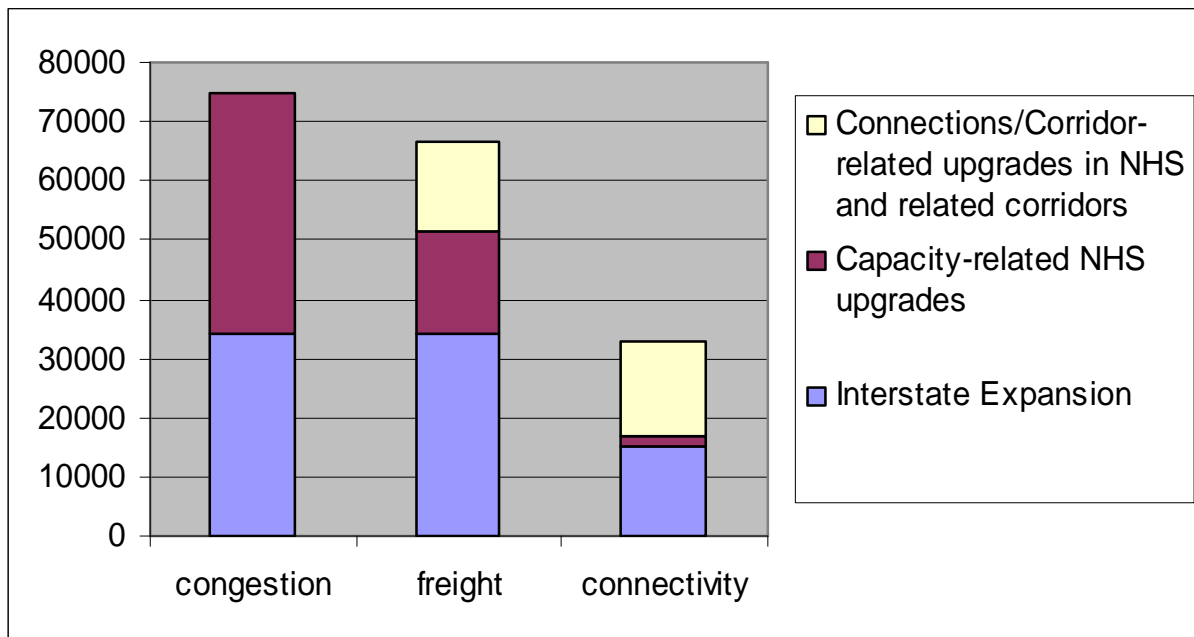 80000
70000
60000
50000
40000
30000
20000
10000
0
congestion freight connectivity
Connections/Corridor-
related upgrades in NHS
and related corridors
Capacity-related NHS
upgrades
Interstate Expansion